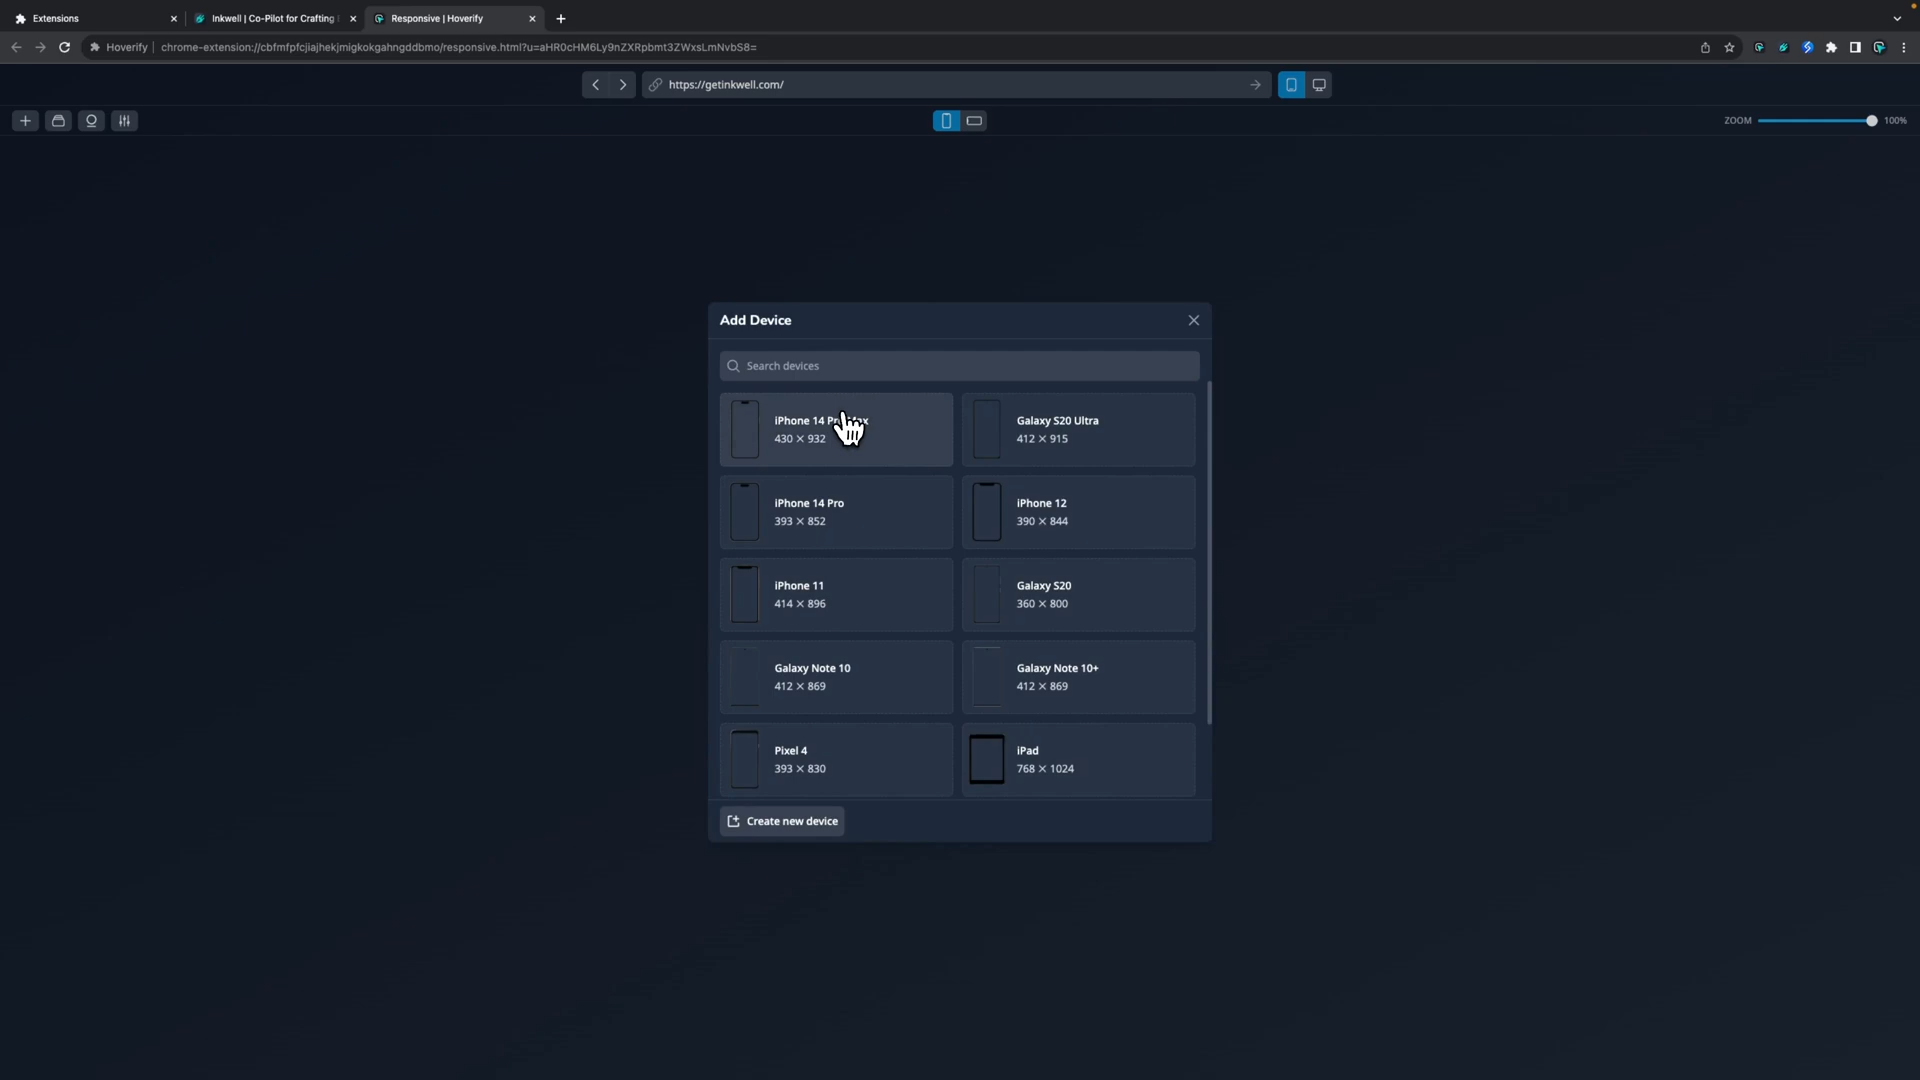 Extensions
Inkwell | Co-Pilot for Crafting
Responsive | Hoverify
Hoverify
chrome-extension://cbfmfpfcjiajhekjmigkokgahngddbmo/responsive.html?u=aHR0cHM6Ly9nZXRpbmt3ZWxsLmNvbS8=
https://getinkwell.com/
ZOOM
100%
Add Device
Search devices
iPhone 14 Pro Max
430 × 932
Galaxy S20 Ultra
412 × 915
iPhone 14 Pro
393 × 852
iPhone 12
390 × 844
iPhone 11
414 × 896
Galaxy S20
360 × 800
Galaxy Note 10
412 × 869
Galaxy Note 10+
412 × 869
Pixel 4
393 × 830
iPad
768 × 1024
Create new device